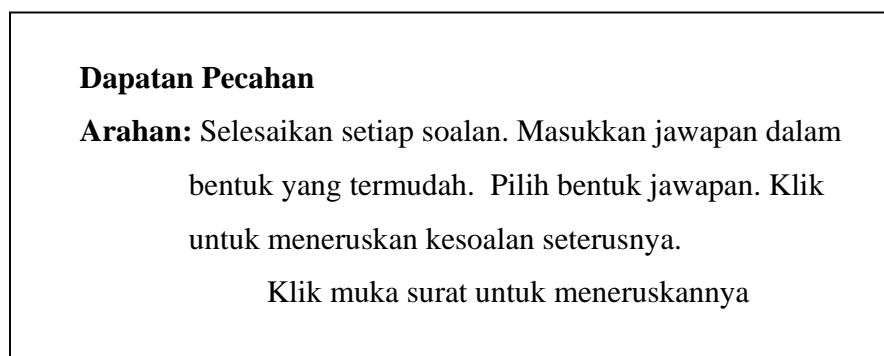 Dapatan Pecahan
Arahan: Selesaikan setiap soalan. Masukkan jawapan dalam
bentuk yang termudah.  Pilih bentuk jawapan. Klik
untuk meneruskan kesoalan seterusnya.
Klik muka surat untuk meneruskannya